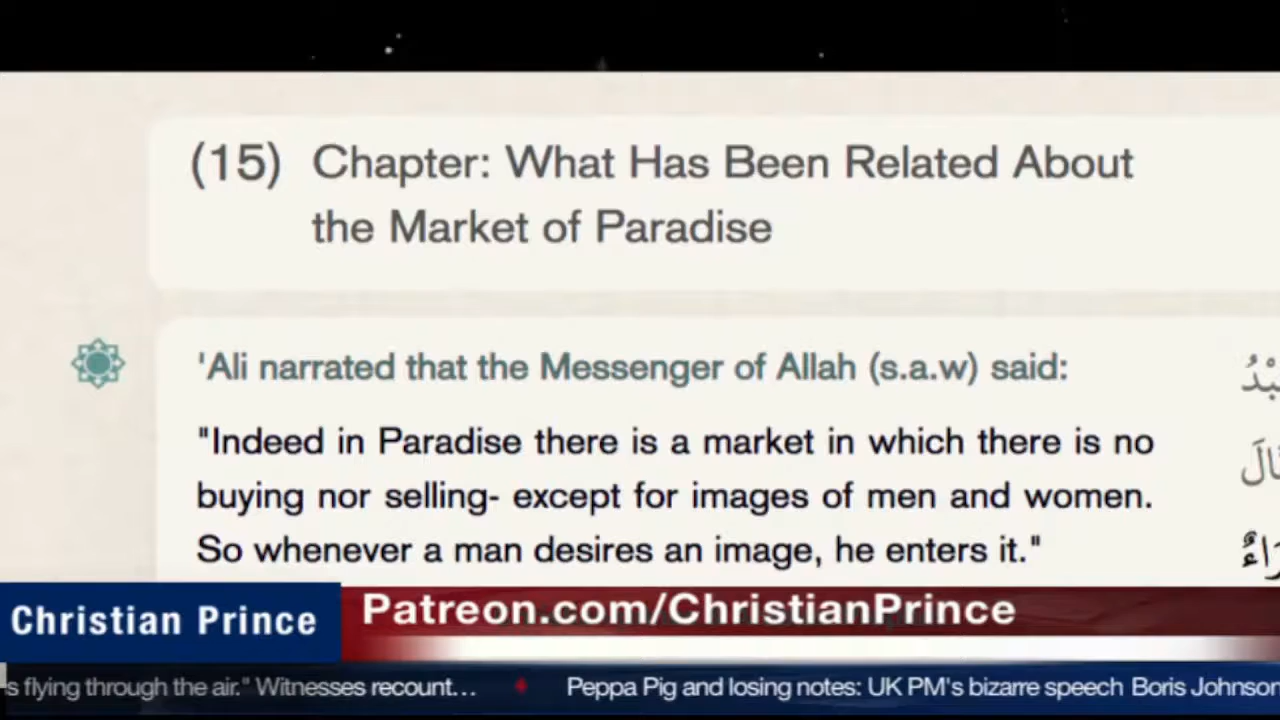 (15) Chapter: What Has Been Related About
the Market of Paradise
'Ali narrated that the Messenger of Allah (s.a.w) said:
"Indeed in Paradise there is a market in which there is no
buying nor selling- except for images of men and women.
So whenever a man desires an image, he enters it."
Christian Prince
Patreon.com/ChristianPrince
s flying through the air." Witnesses recount... Peppa Pig and losing notes: UK PM's bizarre speech Boris Johnson